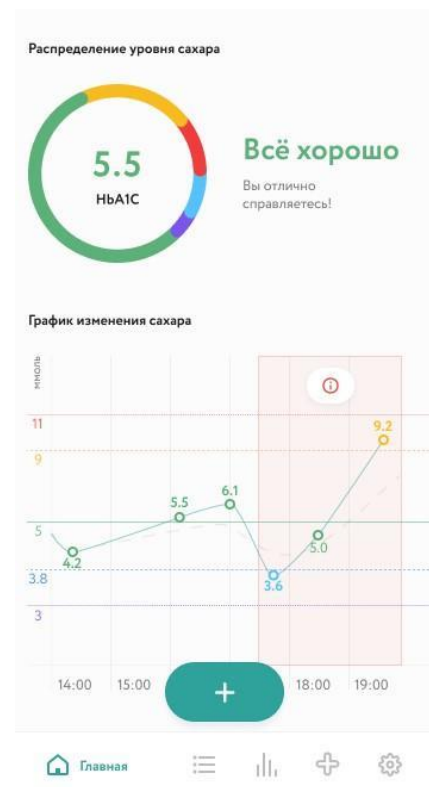 Распределение уровня сахара
5.5
HbA1C
Всё хорошо
Вы отлично
справляетесь!
График изменения сахара
ммоль
11
9.2
9
6.1
5.5
5
5.0
4.2
3.8
3.6
3
14:00 15:00 18:00 19:00
+
Главная